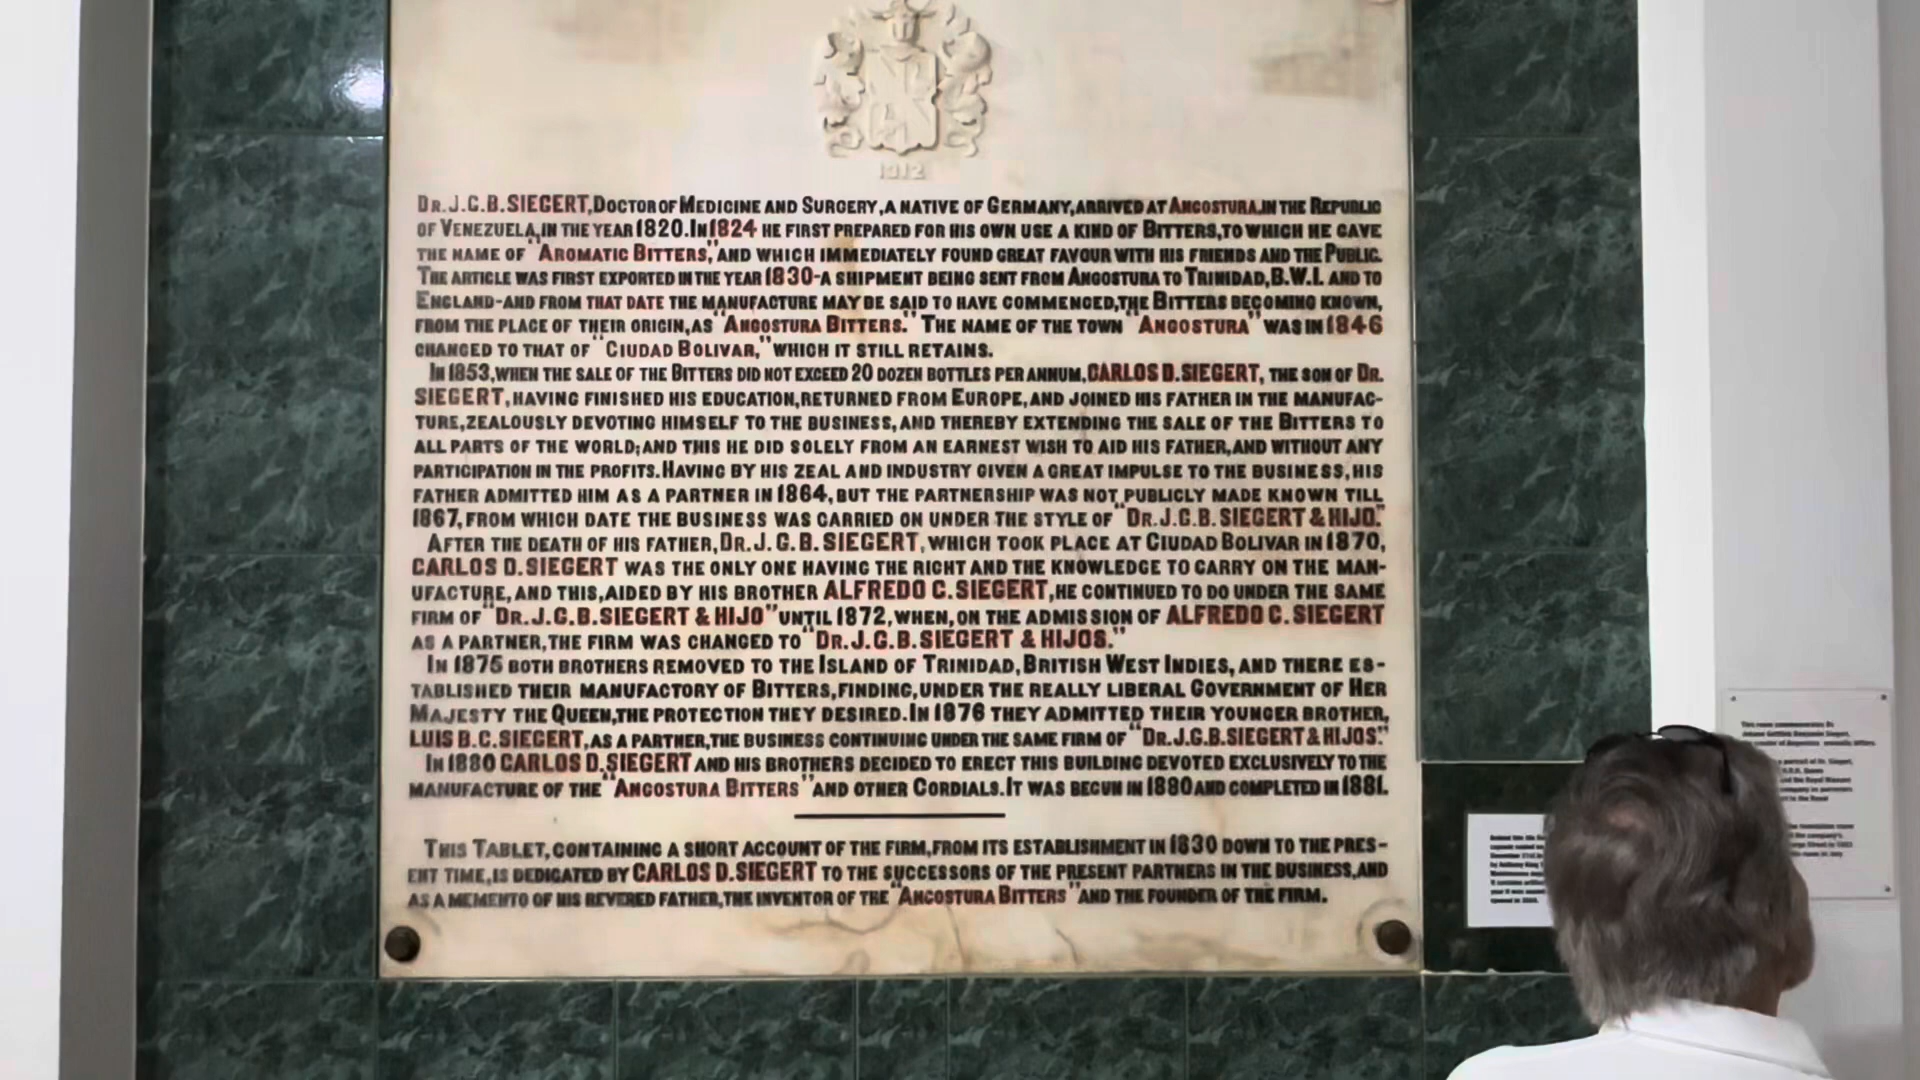 1912
DR. J.G.B. SIEGERT, DOCTOR OF MEDICINE AND SURGERY, A NATIVE OF GERMANY, ARRIVED AT ANGOSTURA, IN THE REPUBLIC
OF VENEZUELA, IN THE YEAR 1820. IN 1824 HE FIRST PREPARED FOR HIS OWN USE A KIND OF BITTERS, TO WHICH HE GAVE
THE NAME OF "AROMATIC BITTERS," AND WHICH IMMEDIATELY FOUND GREAT FAVOUR WITH HIS FRIENDS AND THE PUBLIC.
THE ARTICLE WAS FIRST EXPORTED IN THE YEAR 1830-A SHIPMENT BEING SENT FROM ANGOSTURA TO TRINIDAD, B.W.I. AND TO
ENGLAND-AND FROM THAT DATE THE MANUFACTURE MAY BE SAID TO HAVE COMMENCED, THE BITTERS BECOMING KNOWN,
FROM THE PLACE OF THEIR ORIGIN, AS "ANGOSTURA BITTERS." THE NAME OF THE TOWN "ANGOSTURA" WAS IN 1846
CHANGED TO THAT OF "CIUDAD BOLIVAR," WHICH IT STILL RETAINS.
IN 1853, WHEN THE SALE OF THE BITTERS DID NOT EXCEED 20 DOZEN BOTTLES PER ANNUM, CARLOS D. SIEGERT, THE SON OF DR.
SIEGERT, HAVING FINISHED HIS EDUCATION, RETURNED FROM EUROPE, AND JOINED HIS FATHER IN THE MANUFAC-
TURE, ZEALOUSLY DEVOTING HIMSELF TO THE BUSINESS, AND THEREBY EXTENDING THE SALE OF THE BITTERS TO
ALL PARTS OF THE WORLD; AND THIS HE DID SOLELY FROM AN EARNEST WISH TO AID HIS FATHER, AND WITHOUT ANY
PARTICIPATION IN THE PROFITS. HAVING BY HIS ZEAL AND INDUSTRY GIVEN A GREAT IMPULSE TO THE BUSINESS, HIS
FATHER ADMITTED HIM AS A PARTNER IN 1864, BUT THE PARTNERSHIP WAS NOT PUBLICLY MADE KNOWN TILL
1867, FROM WHICH DATE THE BUSINESS WAS CARRIED ON UNDER THE STYLE OF "DR. J.G.B. SIEGERT & HIJO."
AFTER THE DEATH OF HIS FATHER, DR. J.G.B. SIEGERT, WHICH TOOK PLACE AT CIUDAD BOLIVAR IN 1870,
CARLOS D. SIEGERT WAS THE ONLY ONE HAVING THE RIGHT AND THE KNOWLEDGE TO CARRY ON THE MAN-
UFACTURE, AND THIS, AIDED BY HIS BROTHER ALFREDO C. SIEGERT, HE CONTINUED TO DO UNDER THE SAME
FIRM OF "DR. J.G.B. SIEGERT & HIJO" UNTIL 1872, WHEN, ON THE ADMISSION OF ALFREDO C. SIEGERT
AS A PARTNER, THE FIRM WAS CHANGED TO "DR. J.G.B. SIEGERT & HIJOS."
IN 1875 BOTH BROTHERS REMOVED TO THE ISLAND OF TRINIDAD, BRITISH WEST INDIES, AND THERE ES-
TABLISHED THEIR MANUFACTORY OF BITTERS, FINDING, UNDER THE REALLY LIBERAL GOVERNMENT OF HER
MAJESTY THE QUEEN, THE PROTECTION THEY DESIRED. IN 1876 THEY ADMITTED THEIR YOUNGER BROTHER,
LUIS B.C. SIEGERT, AS A PARTNER, THE BUSINESS CONTINUING UNDER THE SAME FIRM OF "DR. J.G.B. SIEGERT & HIJOS."
IN 1880 CARLOS D. SIEGERT AND HIS BROTHERS DECIDED TO ERECT THIS BUILDING DEVOTED EXCLUSIVELY TO THE
MANUFACTURE OF THE "ANGOSTURA BITTERS" AND OTHER CORDIALS. IT WAS BEGUN IN 1880 AND COMPLETED IN 1881.
THIS TABLET, CONTAINING A SHORT ACCOUNT OF THE FIRM, FROM ITS ESTABLISHMENT IN 1830 DOWN TO THE PRES-
ENT TIME, IS DEDICATED BY CARLOS D. SIEGERT TO THE SUCCESSORS OF THE PRESENT PARTNERS IN THE BUSINESS, AND
AS A MEMENTO OF HIS REVERED FATHER, THE INVENTOR OF THE "ANGOSTURA BITTERS" AND THE FOUNDER OF THE FIRM.
This room commemorates Dr.
Johann Gottlieb Benjamin Siegert,
portrait of Dr. Siegert,